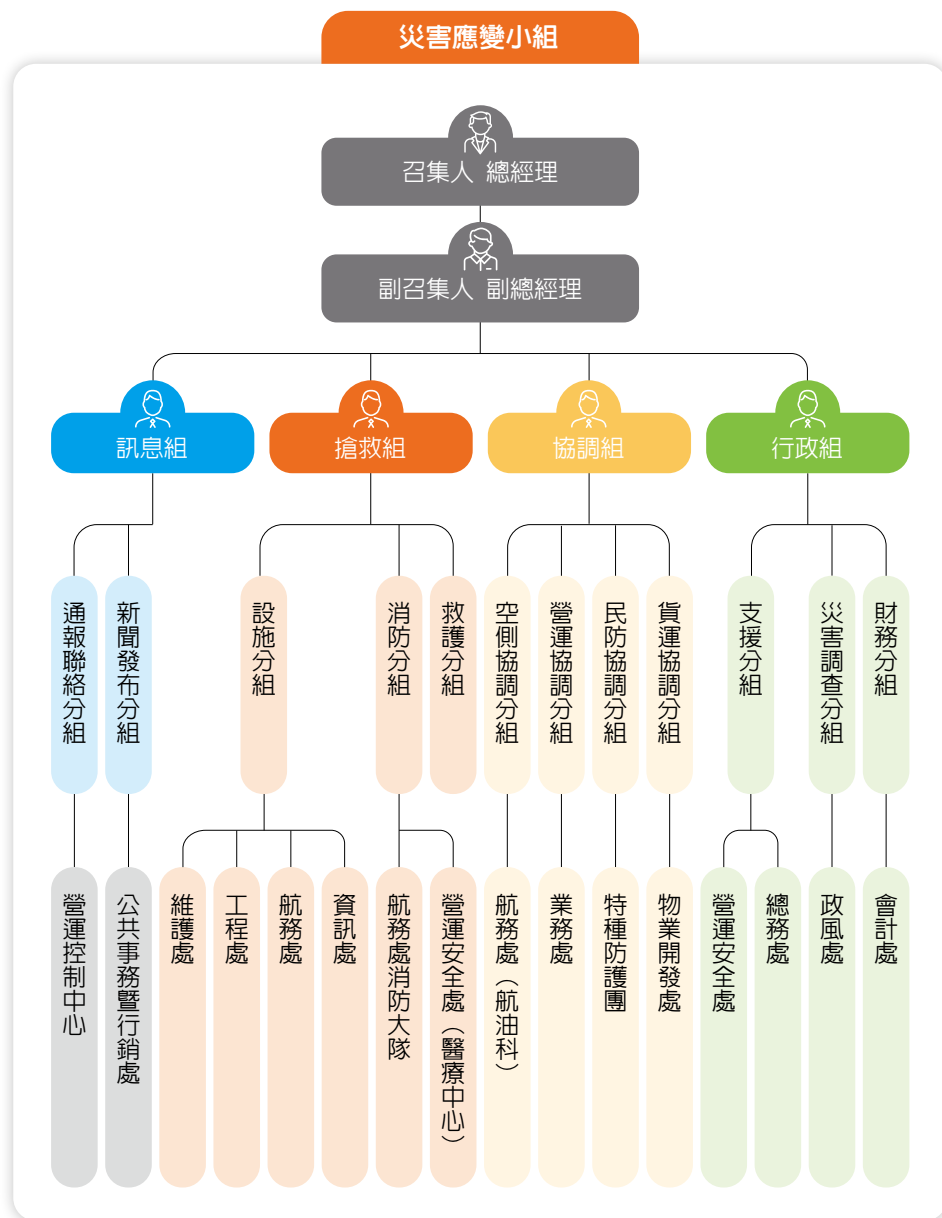 災害應變小組
召集人 總經理
副召集人 副總經理
訊息組
搶救組
協調組
行政組
通報聯絡分組
新聞發布分組
設施分組
消防分組
救護分組
空側協調分組
營運協調分組
民防協調分組
貨運協調分組
支援分組
災害調查分組
財務分組
營運控制中心
公共事務暨行銷處
維護處
工程處
航務處
資訊處
航務處消防大隊
營運安全處（醫療中心）
航務處（航油科）
業務處
特種防護團
物業開發處
營運安全處
總務處
政風處
會計處